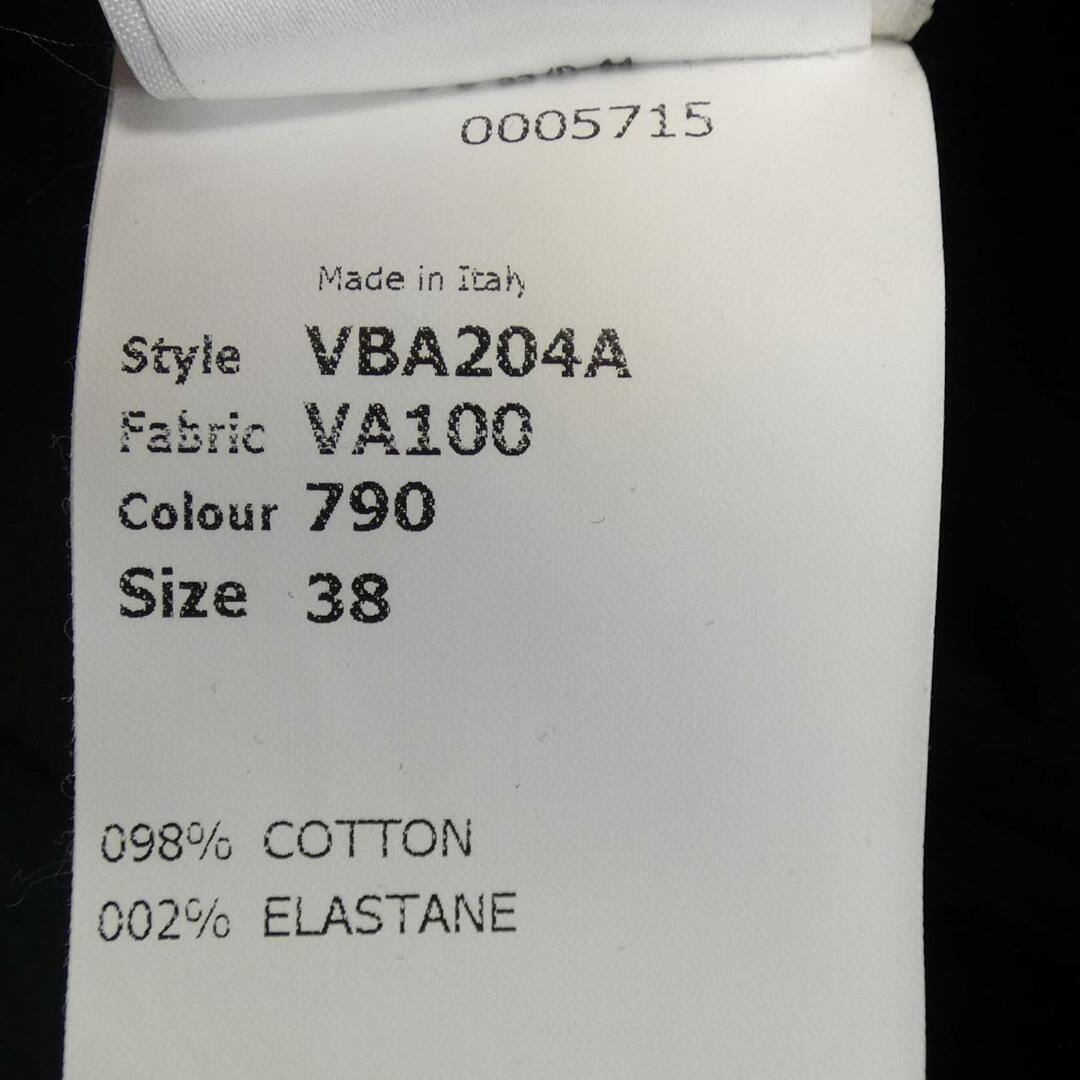 0005715
Made in Italy
Style VBA204A
Fabric VA100
Colour 790
Size 38
098% COTTON
002% ELASTANE